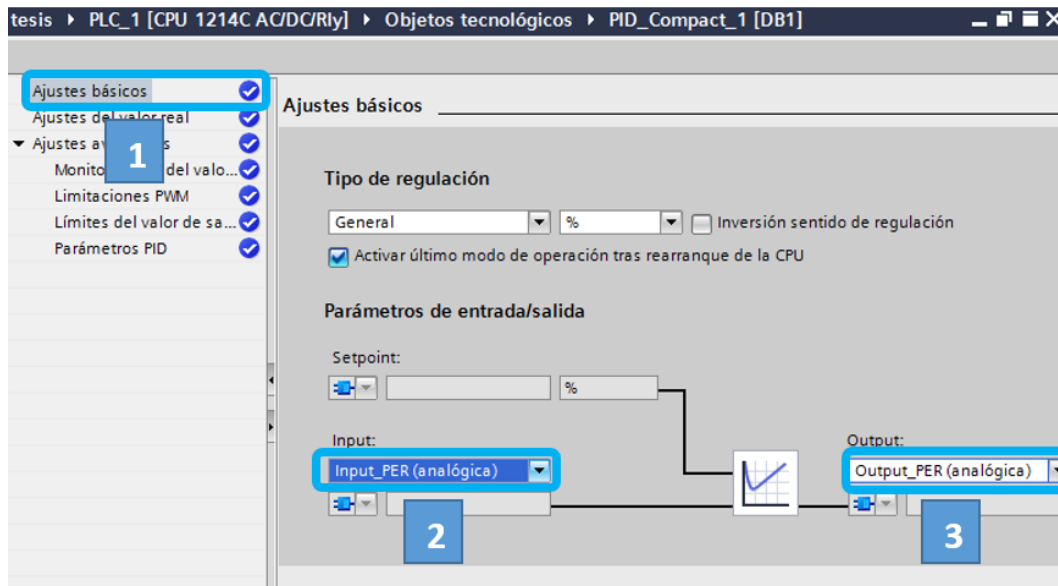 tesis ▸ PLC_1 [CPU 1214C AC/DC/Rly] ▸ Objetos tecnológicos ▸ PID_Compact_1 [DB1]
Ajustes básicos
Ajustes del valor real
Ajustes
1
del valo...
Limitaciones PWM
Límites del valor de sa...
Parámetros PID
Ajustes básicos
Tipo de regulación
General % Inversión sentido de regulación
Activar último modo de operación tras rearranque de la CPU
Parámetros de entrada/salida
Setpoint:
%
Input: Output:
Input_PER (analógica) Output_PER (analógica)
2 3